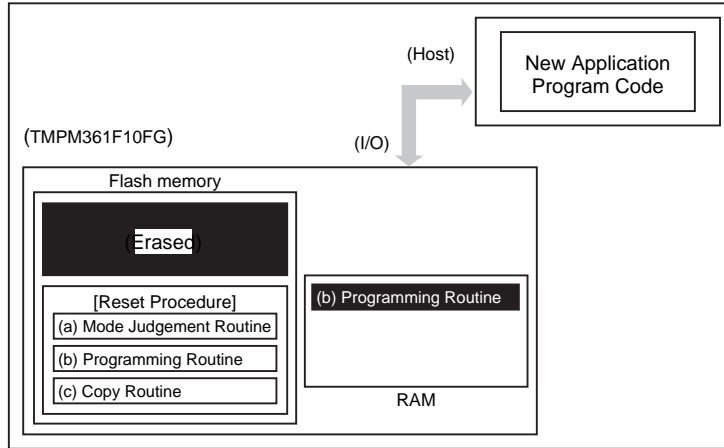 (Host)
New Application
Program Code
(TMPM361F10FG)
(I/O)
Flash memory
(Erased)
[Reset Procedure]
(a) Mode Judgement Routine
(b) Programming Routine
(c) Copy Routine
(b) Programming Routine
RAM